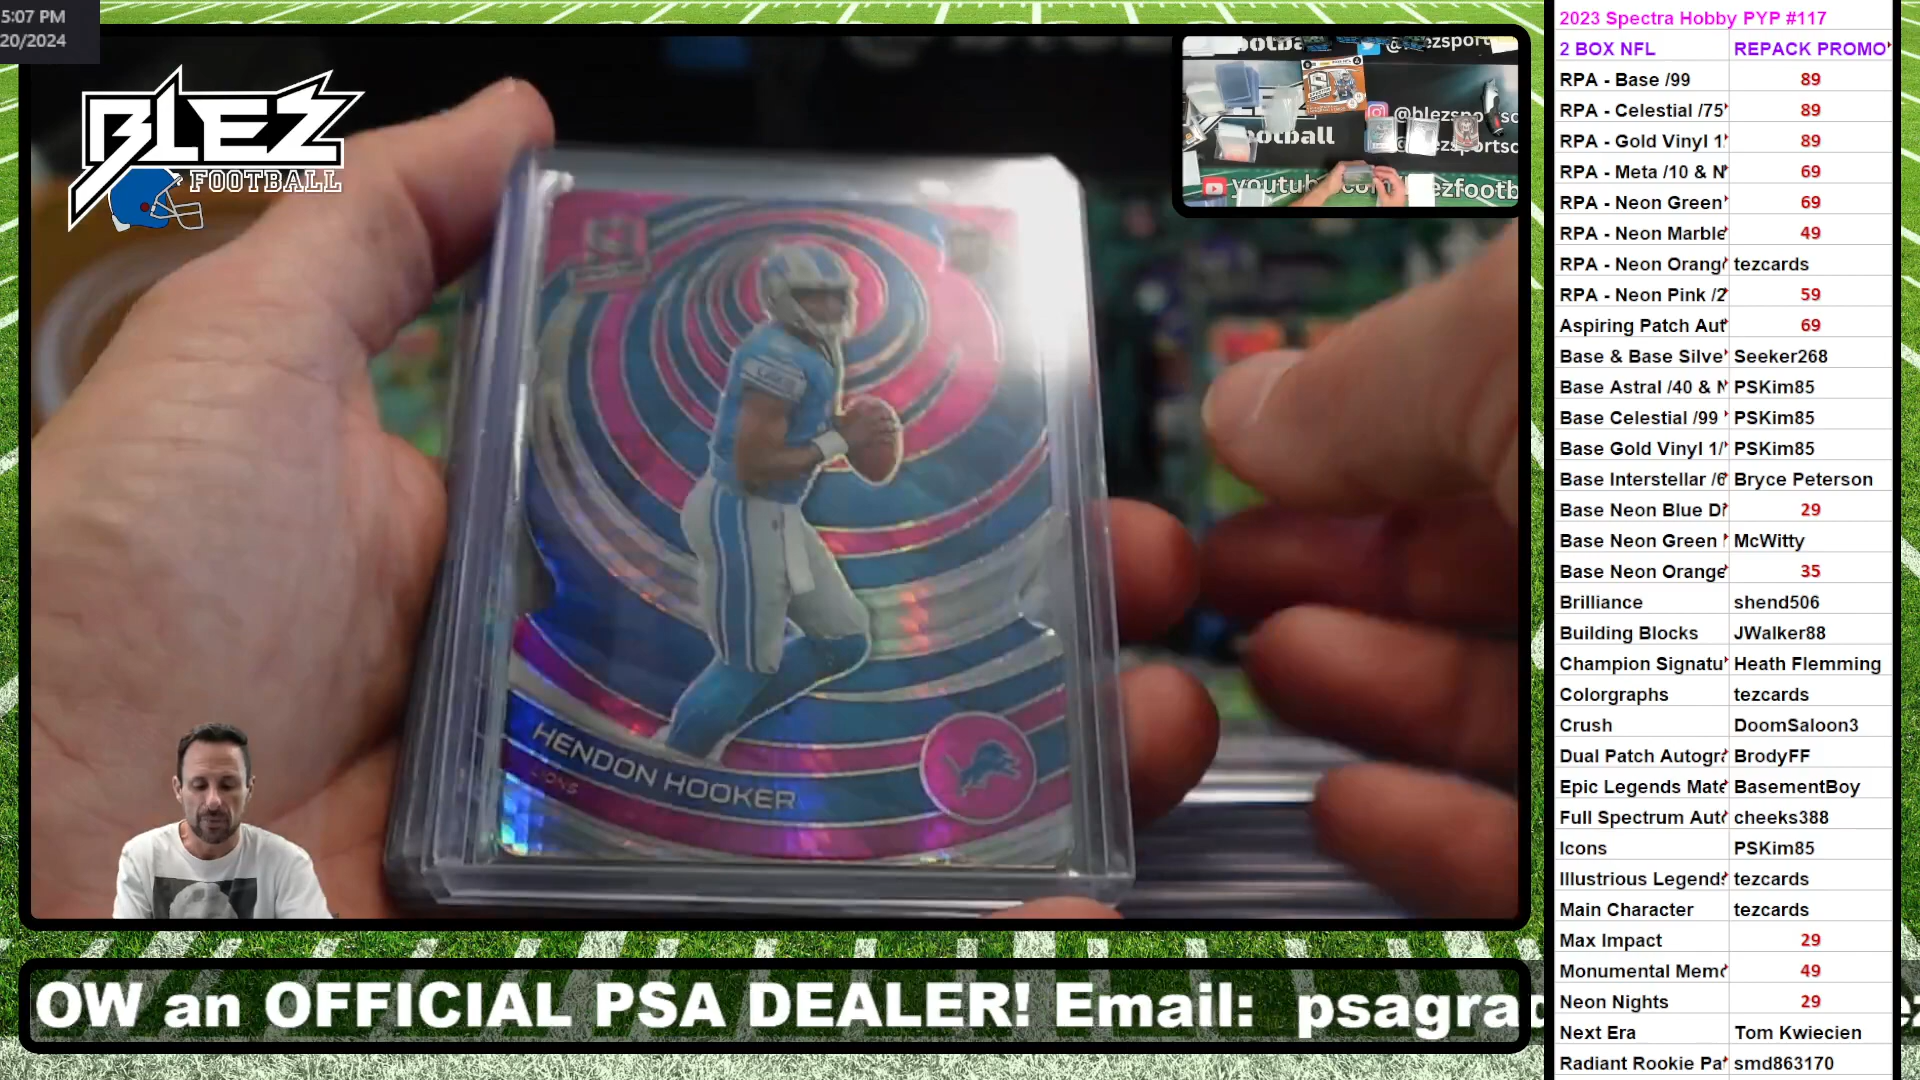 5:07 PM
20/2024
BLEZ
FOOTBALL
HENDON HOOKER
LIONS
@blezsport
@blezsportsc
ootball
youtub
ezfootb
OW an OFFICIAL PSA DEALER! Email: psagrad
2023 Spectra Hobby PYP #117
2 BOX NFL REPACK PROMO
RPA - Base /99 89
RPA - Celestial /75 89
RPA - Gold Vinyl 1 89
RPA - Meta /10 & N 69
RPA - Neon Green 69
RPA - Neon Marble 49
RPA - Neon Orang tezcards
RPA - Neon Pink /2 59
Aspiring Patch Aut 69
Base & Base Silve Seeker268
Base Astral /40 & N PSKim85
Base Celestial /99 PSKim85
Base Gold Vinyl 1/ PSKim85
Base Interstellar /6 Bryce Peterson
Base Neon Blue D 29
Base Neon Green McWitty
Base Neon Orange 35
Brilliance shend506
Building Blocks JWalker88
Champion Signatu Heath Flemming
Colorgraphs tezcards
Crush DoomSaloon3
Dual Patch Autogr BrodyFF
Epic Legends Mate BasementBoy
Full Spectrum Aut cheeks388
Icons PSKim85
Illustrious Legend tezcards
Main Character tezcards
Max Impact 29
Monumental Mem 49
Neon Nights 29
Next Era Tom Kwiecien
Radiant Rookie Pa smd863170